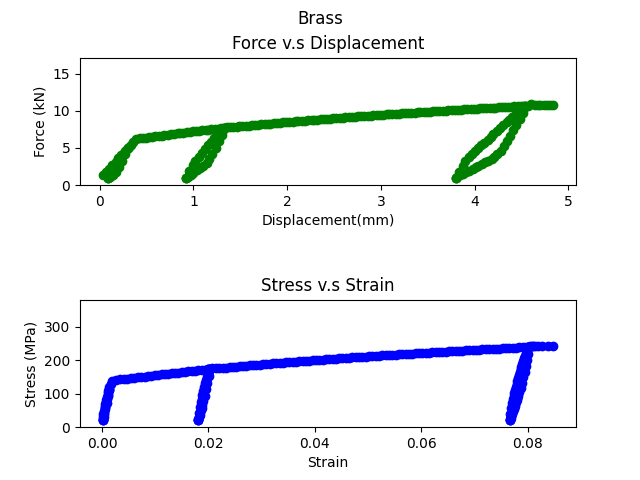 Brass
Force v.s Displacement
Force (kN)
15
10
5
0
0 1 2 3 4 5
Displacement(mm)
Stress v.s Strain
Stress (MPa)
300
200
100
0
0.00 0.02 0.04 0.06 0.08
Strain